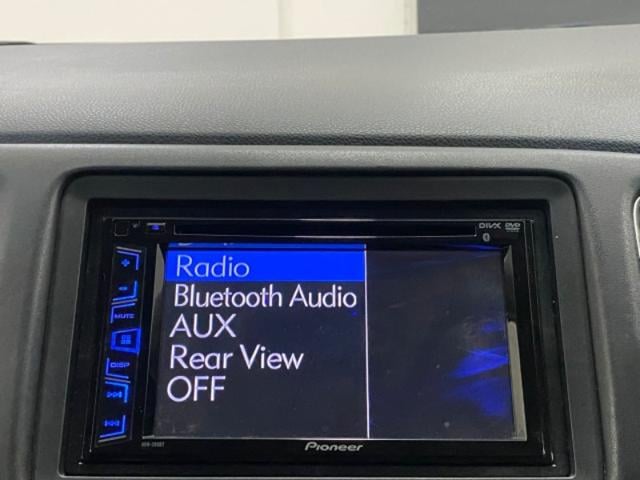 DIVX DVD
Radio
Bluetooth Audio
AUX
Rear View
OFF
MUTE
DISP
Pioneer